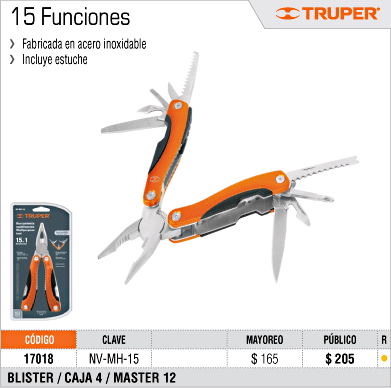 15 Funciones
TRUPER®
Fabricada en acero inoxidable
Incluye estuche
TRUPER
15.1
CÓDIGO CLAVE MAYOREO PÚBLICO R
17018 NV-MH-15 $ 165 $ 205
BLISTER / CAJA 4 / MASTER 12